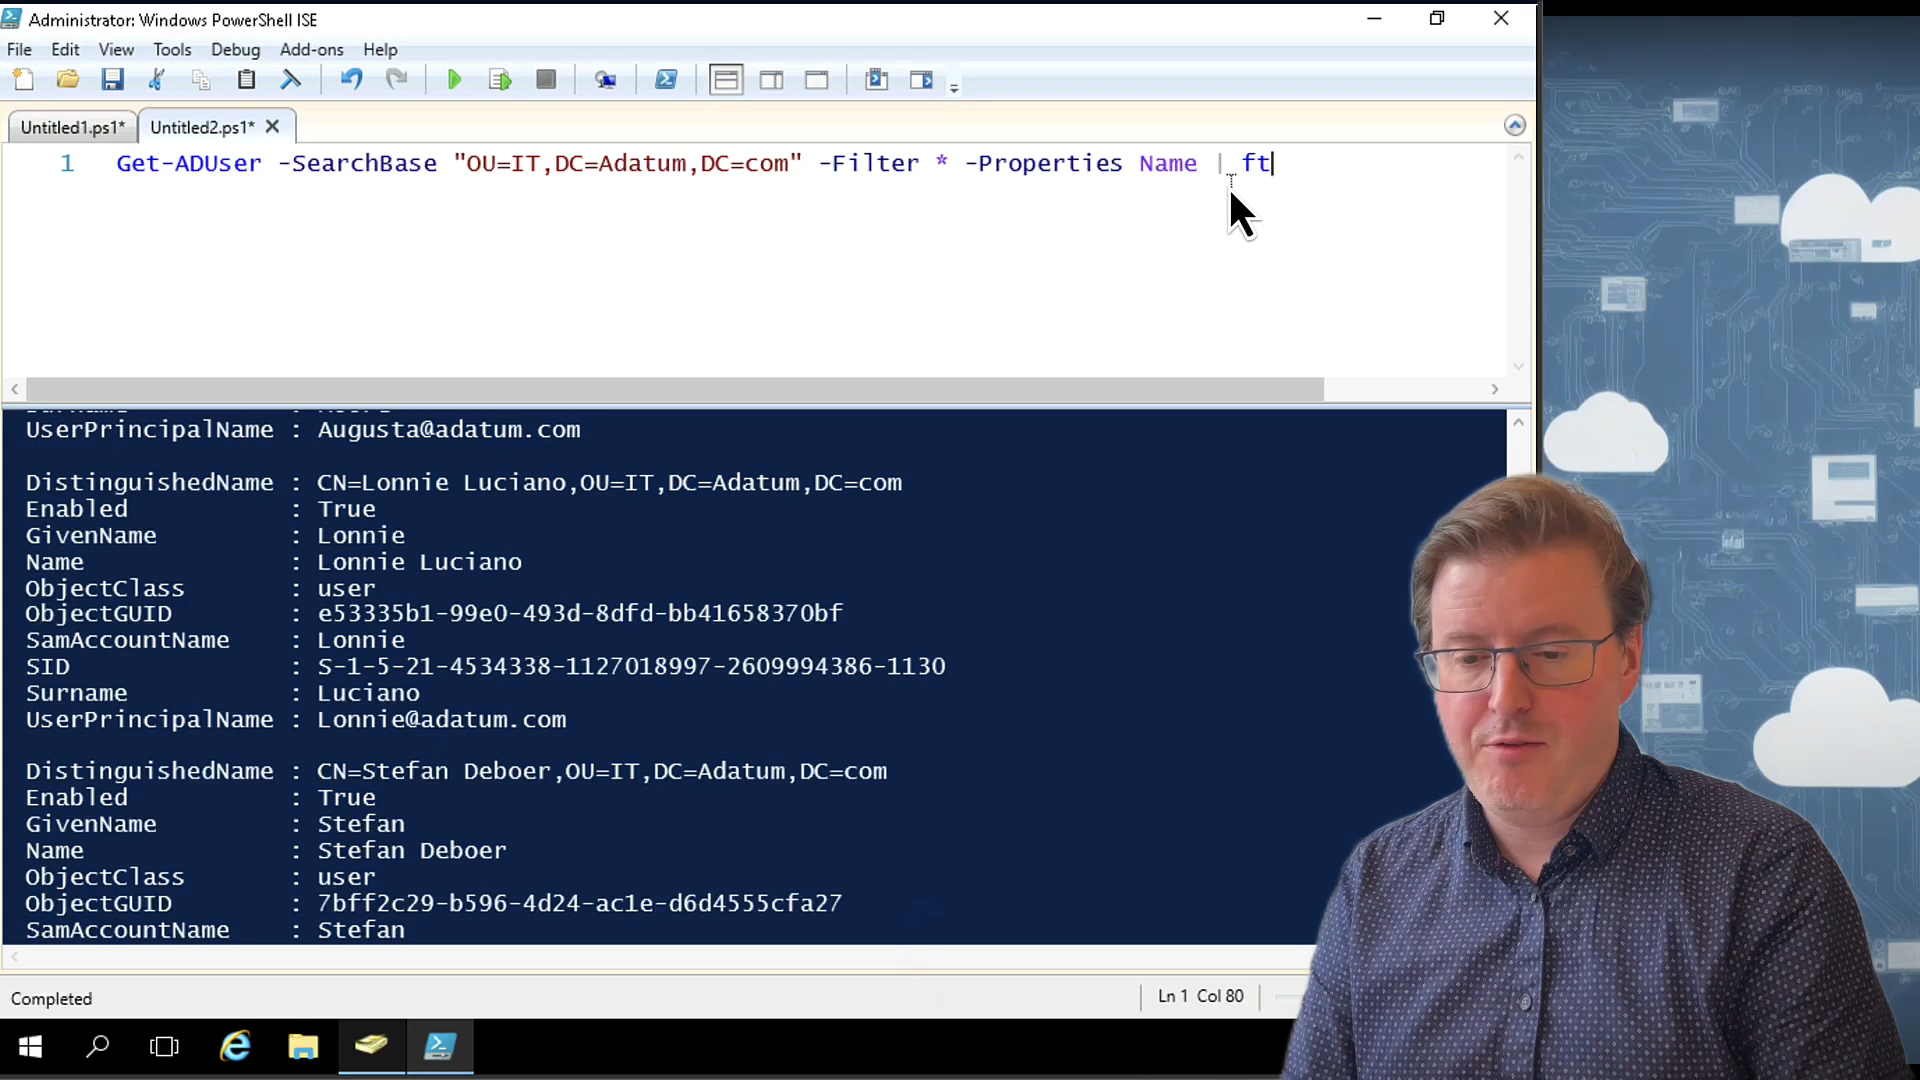 Administrator: Windows PowerShell ISE
File Edit View Tools Debug Add-ons Help
Untitled1.ps1* Untitled2.ps1*
1 Get-ADUser -SearchBase "OU=IT,DC=Adatum,DC=com" -Filter * -Properties Name | ft
UserPrincipalName : Augusta@adatum.com
DistinguishedName : CN=Lonnie Luciano,OU=IT,DC=Adatum,DC=com
Enabled : True
GivenName : Lonnie
Name : Lonnie Luciano
ObjectClass : user
ObjectGUID : e53335b1-99e0-493d-8dfd-bb41658370bf
SamAccountName : Lonnie
SID : S-1-5-21-4534338-1127018997-2609994386-1130
Surname : Luciano
UserPrincipalName : Lonnie@adatum.com
DistinguishedName : CN=Stefan Deboer,OU=IT,DC=Adatum,DC=com
Enabled : True
GivenName : Stefan
Name : Stefan Deboer
ObjectClass : user
ObjectGUID : 7bff2c29-b596-4d24-ac1e-d6d4555cfa27
SamAccountName : Stefan
Completed
Ln 1 Col 80